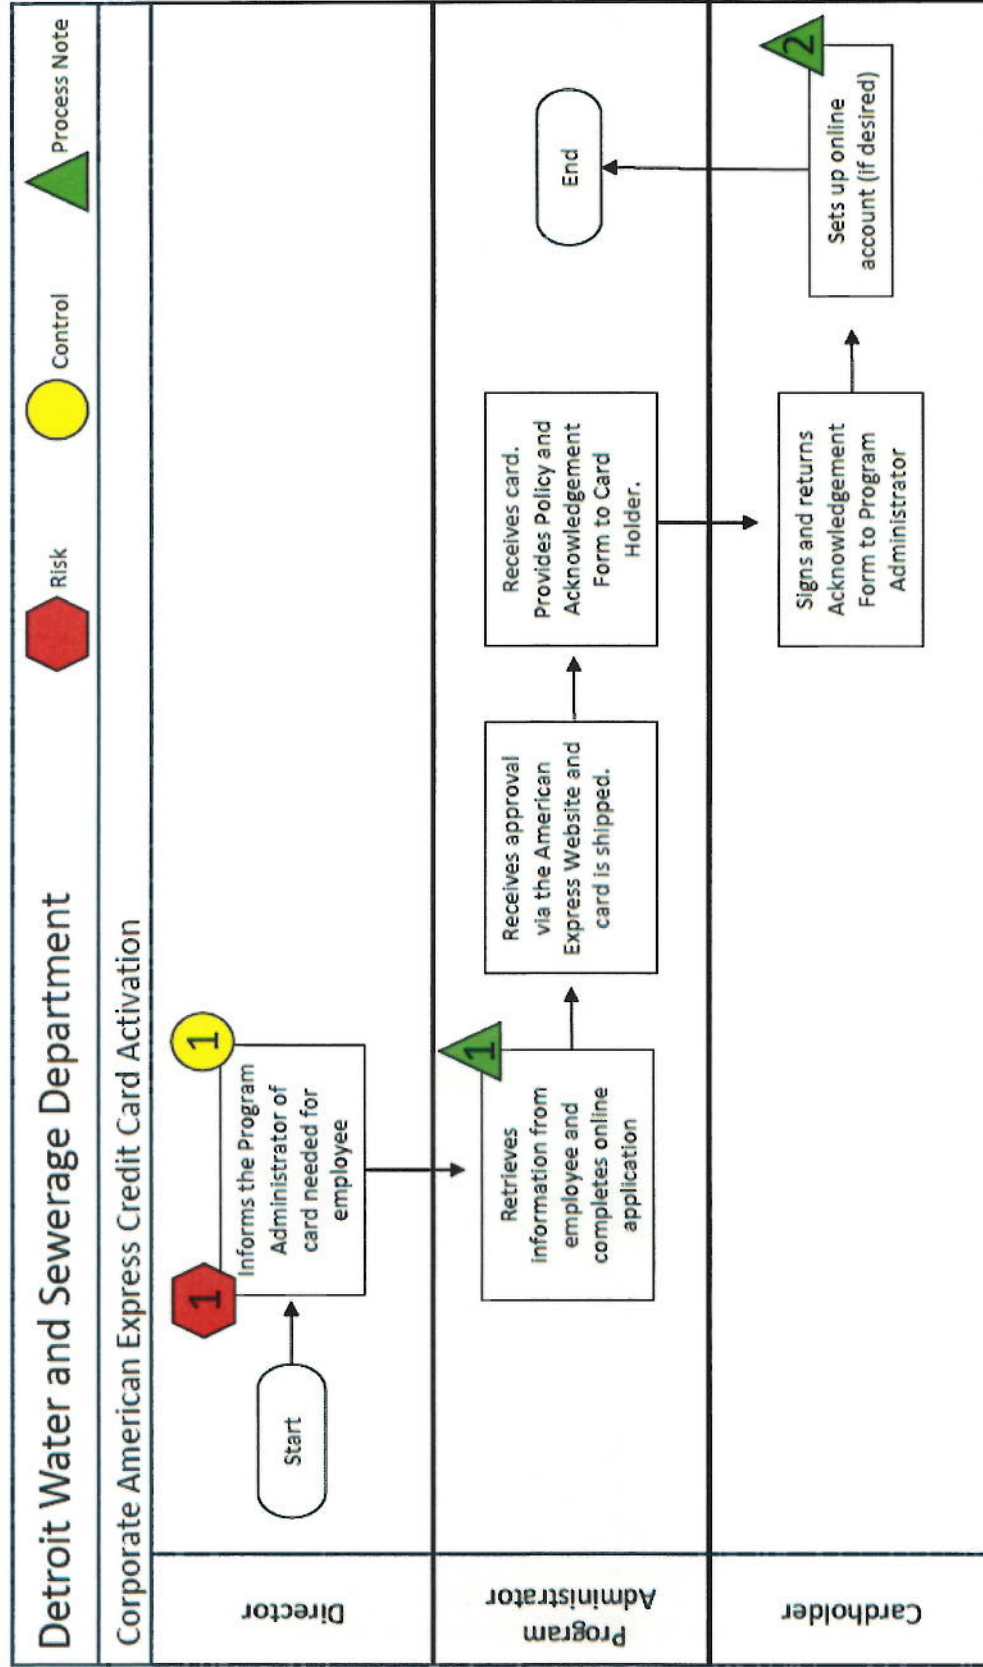 Detroit Water and Sewerage Department
Risk
Control
Process Note
Corporate American Express Credit Card Activation
Director
Start
1
1
Informs the Program
Administrator of
card needed for
employee
Program
Administrator
1
Retrieves
information from
employee and
completes online
application
Receives approval
via the American
Express Website and
card is shipped.
Receives card.
Provides Policy and
Acknowledgement
Form to Card
Holder.
End
Cardholder
Signs and returns
Acknowledgement
Form to Program
Administrator
2
Sets up online
account (if desired)